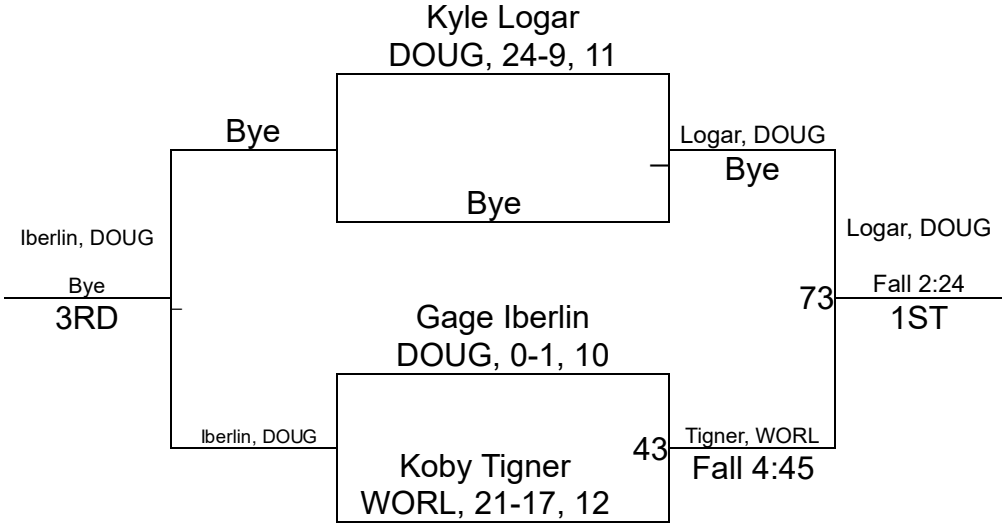 Kyle Logar
DOUG, 24-9, 11
Bye
Logar, DOUG
Bye
Bye
Iberlin, DOUG
Logar, DOUG
Bye
3RD
73
Fall 2:24
1ST
Gage Iberlin
DOUG, 0-1, 10
Iberlin, DOUG
43
Tigner, WORL
Fall 4:45
Koby Tigner
WORL, 21-17, 12